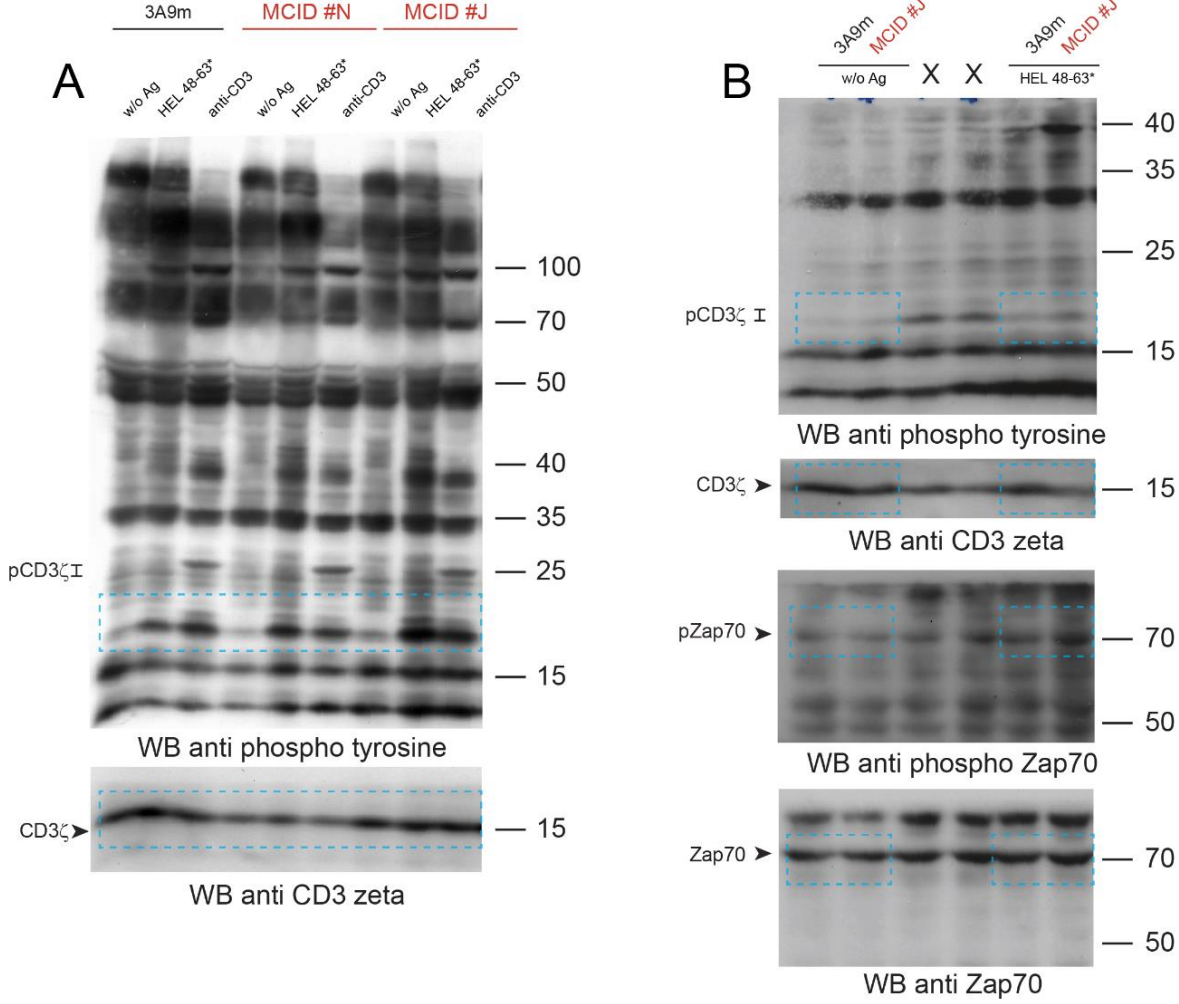 3A9m MCID #N MCID #J
A
w/o Ag HEL 48-63* anti-CD3 w/o Ag HEL 48-63* anti-CD3 w/o Ag HEL 48-63* anti-CD3
100
70
50
40
35
pCD3ζ 25
15
WB anti phospho tyrosine
CD3ζ 15
WB anti CD3 zeta
B
3A9m MCID #J 3A9m MCID #J
w/o Ag X X HEL 48-63*
40
35
25
pCD3ζ
15
WB anti phospho tyrosine
CD3ζ 15
WB anti CD3 zeta
pZap70 70
50
WB anti phospho Zap70
Zap70 70
50
WB anti Zap70